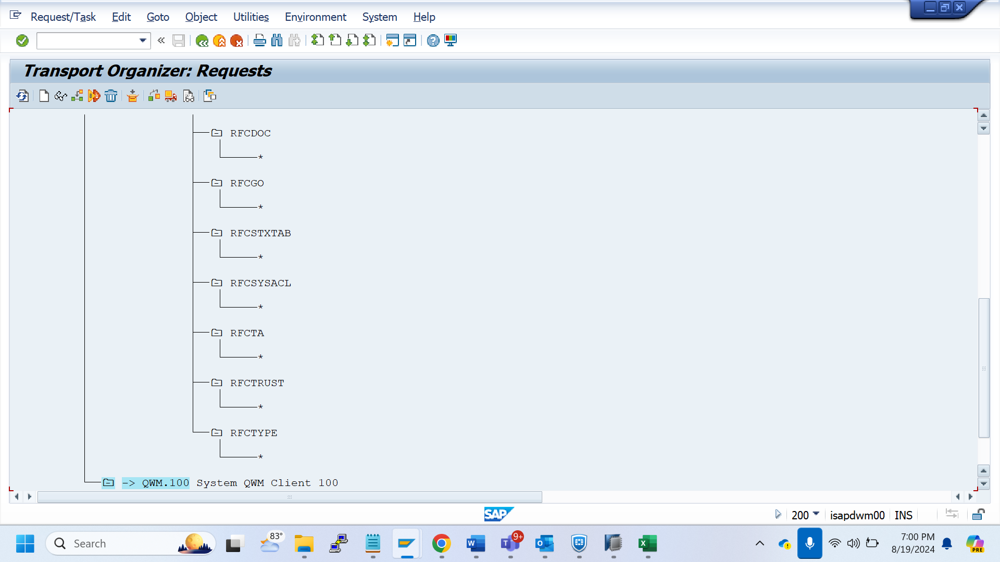 Request/Task Edit Goto Object Utilities Environment System Help
Transport Organizer: Requests
RFCDOC
*
RFCGO
*
RFCSTXTAB
*
RFCSYSACL
*
RFCTA
*
RFCTRUST
*
RFCTYPE
*
-> QWM.100 System QWM Client 100
SAP
200 isapdwm00 INS
Search
83°
9+
7:00 PM
8/19/2024
PRE